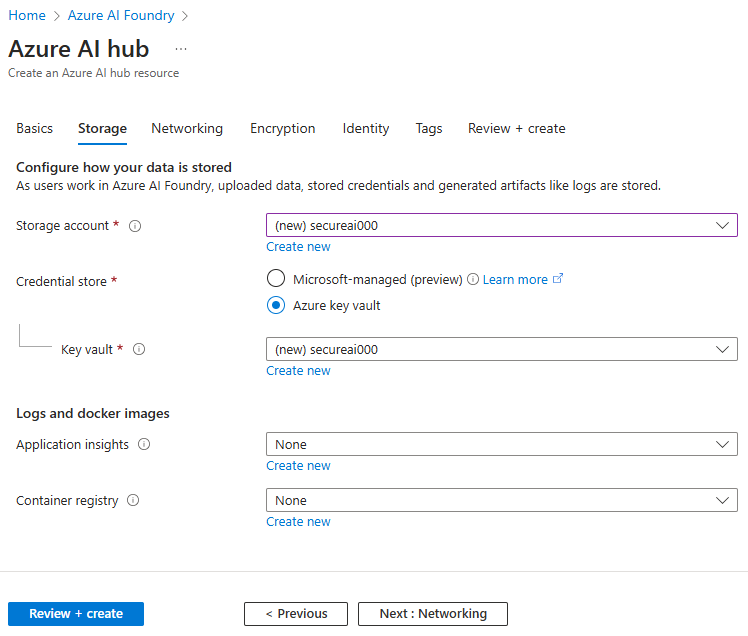 Home > Azure AI Foundry >
Azure AI hub ...
Create an Azure AI hub resource
Basics Storage Networking Encryption Identity Tags Review + create
Configure how your data is stored
As users work in Azure AI Foundry, uploaded data, stored credentials and generated artifacts like logs are stored.
Storage account * (new) secureai000
Create new
Credential store * Microsoft-managed (preview) Learn more
Azure key vault
Key vault * (new) secureai000
Create new
Logs and docker images
Application insights None
Create new
Container registry None
Create new
Review + create < Previous Next : Networking